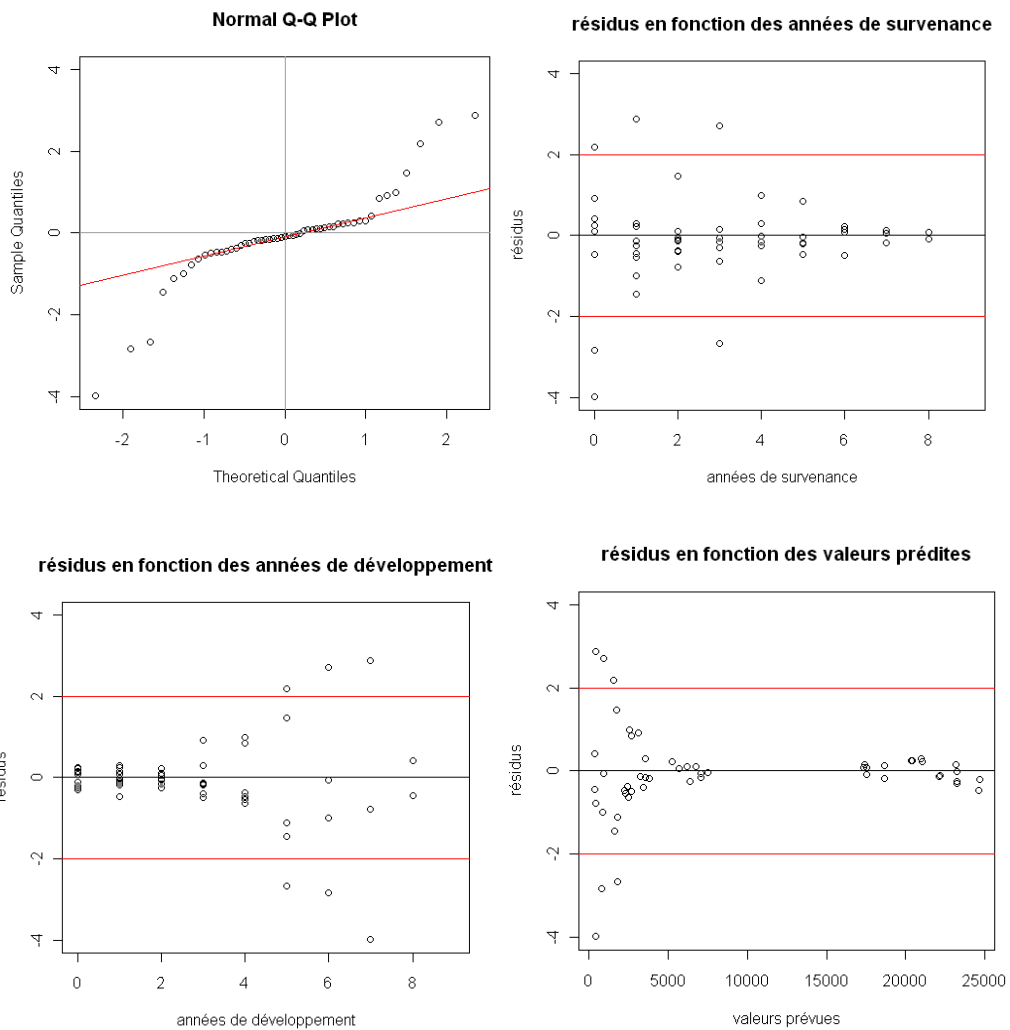 Normal Q-Q Plot
4
2
0
-2
-4
Sample Quantiles
-2 -1 0 1 2
Theoretical Quantiles
résidus en fonction des années de survenance
4
2
0
-2
-4
résidus
0 2 4 6 8
années de survenance
résidus en fonction des années de développement
4
2
0
-2
-4
résidus
0 2 4 6 8
années de développement
résidus en fonction des valeurs prédites
4
2
0
-2
-4
résidus
0 5000 10000 15000 20000 25000
valeurs prévues